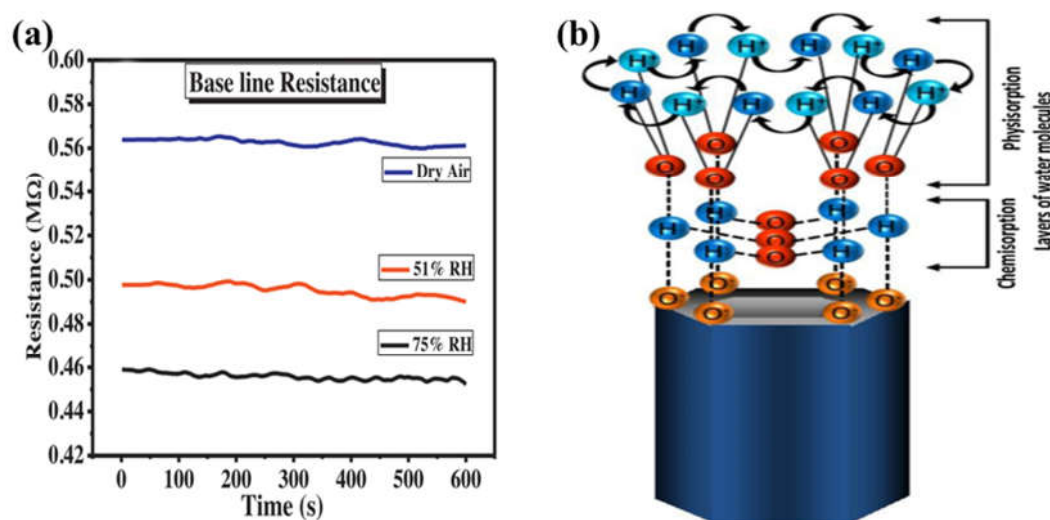 (a)
0.60
0.58
0.56
0.54
0.52
0.50
0.48
0.46
0.44
0.42
Resistance (MΩ)
Base line Resistance
Dry Air
51% RH
75% RH
0 100 200 300 400 500 600
Time (s)
(b)
H H⁺ H H⁺
H⁺ H
H H⁺
H⁺ H H⁺ H
O O
O O O O
H H
O
H O H
H O H
O O
O O O O
Physisorption
Chemisorption
Layers of water molecules